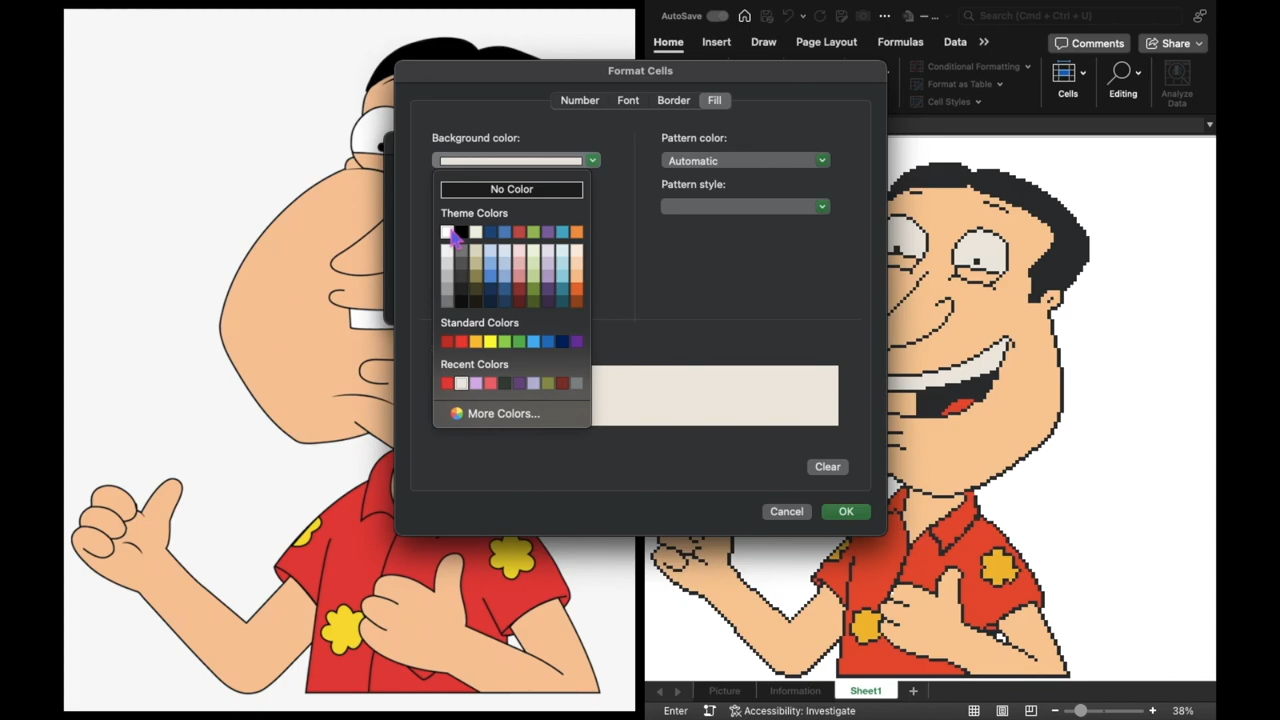 AutoSave
... – ...
Search (Cmd + Ctrl + U)
Home Insert Draw Page Layout Formulas Data
Comments
Share
Conditional Formatting
Format as Table
Cell Styles
Cells
Editing
Analyze
Data
Format Cells
Number Font Border Fill
Background color:
No Color
Theme Colors
Standard Colors
Recent Colors
More Colors...
Pattern color:
Automatic
Pattern style:
Clear
Cancel
OK
Picture Information Sheet1
Enter
Accessibility: Investigate
38%